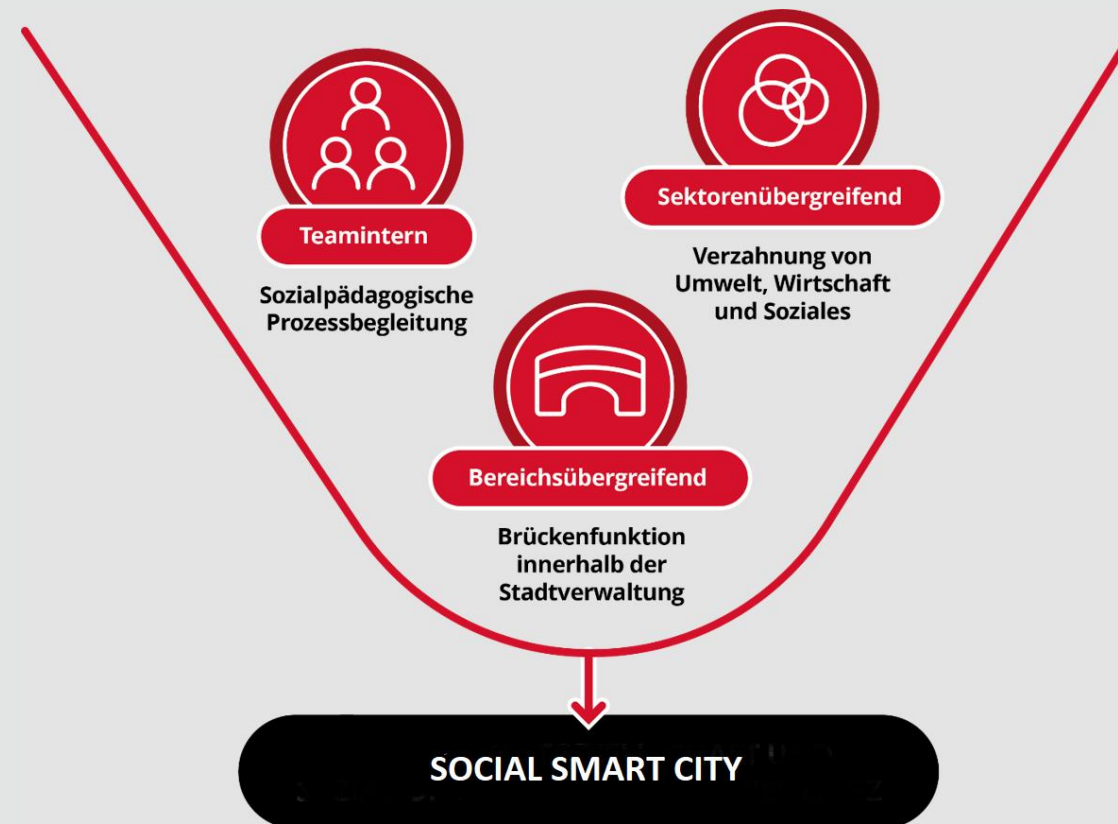 Teamintern
Sozialpädagogische
Prozessbegleitung
Sektorenübergreifend
Verzahnung von
Umwelt, Wirtschaft
und Soziales
Bereichsübergreifend
Brückenfunktion
innerhalb der
Stadtverwaltung
SOCIAL SMART CITY